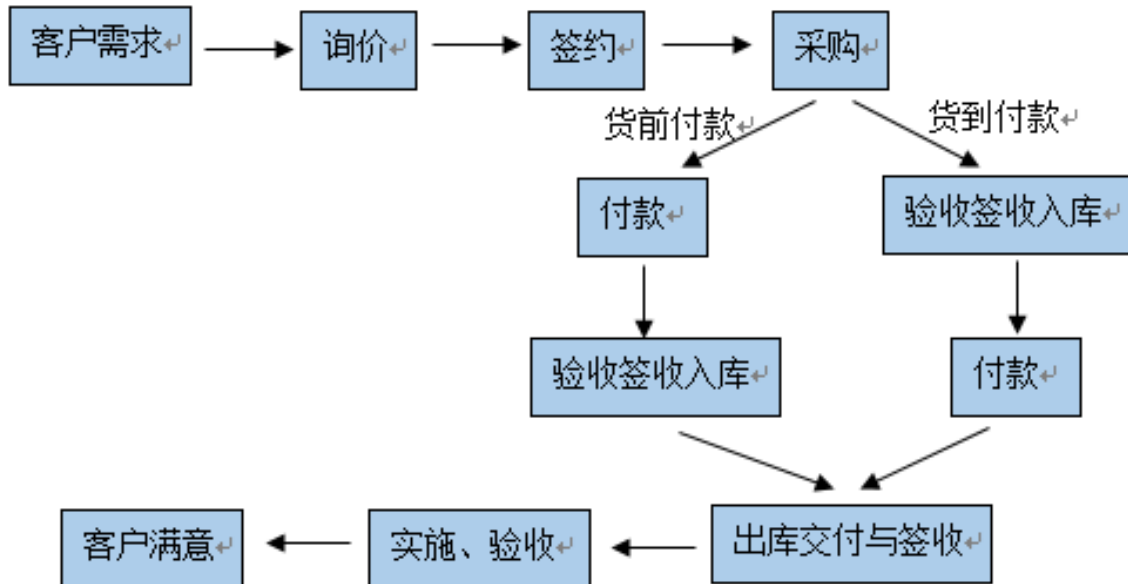 客户需求
询价
签约
采购
货前付款
货到付款
付款
验收签收入库
验收签收入库
付款
出库交付与签收
实施、验收
客户满意